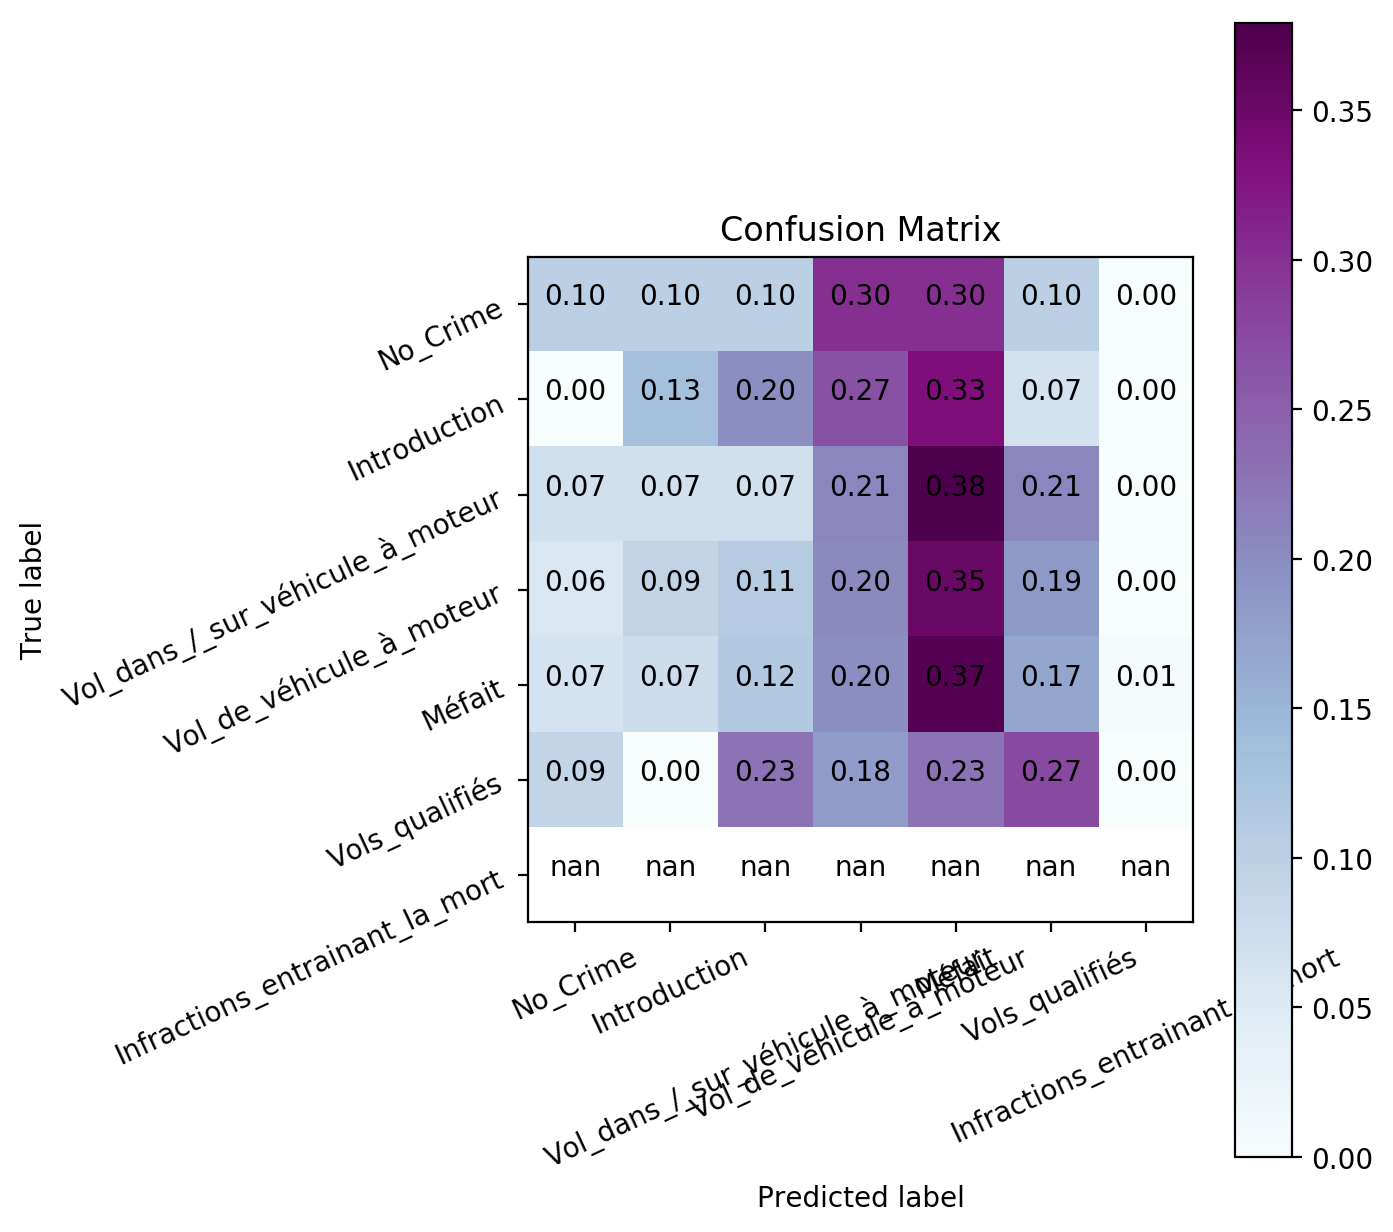 Confusion Matrix
True label
No_Crime 0.10 0.10 0.10 0.30 0.30 0.10 0.00
Introduction 0.00 0.13 0.20 0.27 0.33 0.07 0.00
Vol_dans_/_sur_véhicule_à_moteur 0.07 0.07 0.07 0.21 0.38 0.21 0.00
Vol_de_véhicule_à_moteur 0.06 0.09 0.11 0.20 0.35 0.19 0.00
Méfait 0.07 0.07 0.12 0.20 0.37 0.17 0.01
Vols_qualifiés 0.09 0.00 0.23 0.18 0.23 0.27 0.00
Infractions_entrainant_la_mort nan nan nan nan nan nan nan
No_Crime
Introduction
Vol_dans_/_sur_véhicule_à_moteur
Vol_de_véhicule_à_moteur
Méfait
Vols_qualifiés
Infractions_entrainant
Predicted label
0.35
0.30
0.25
0.20
0.15
0.10
0.05
0.00